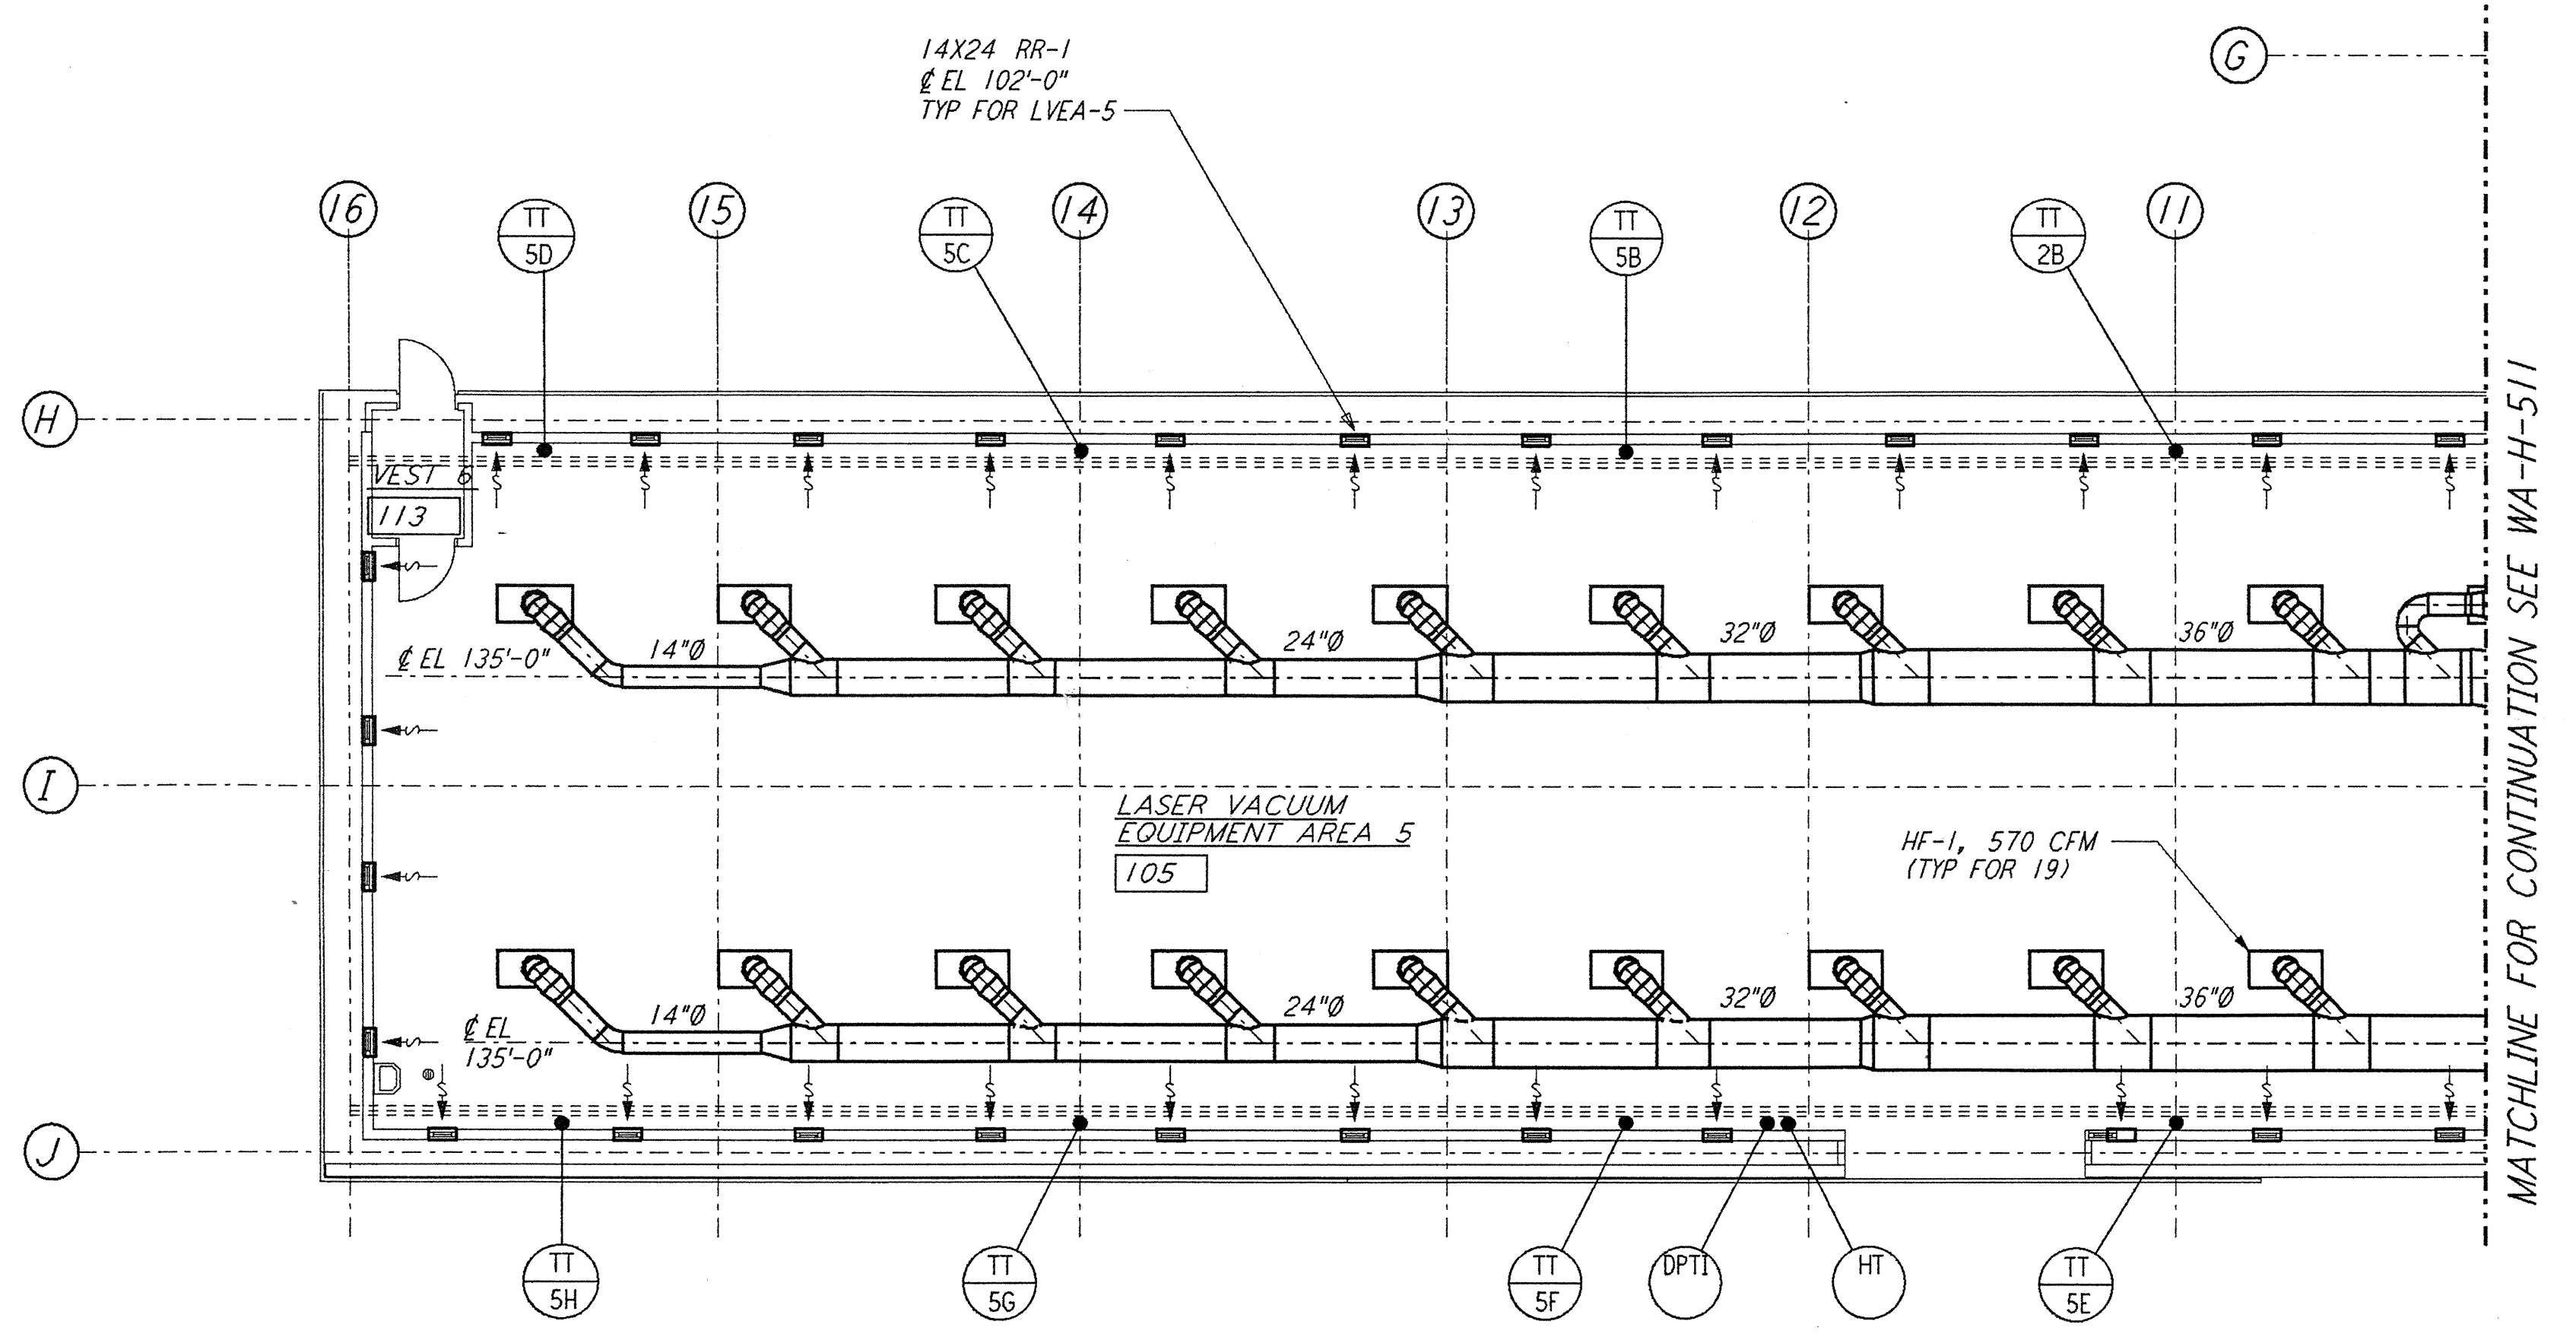 14X24 RR-1
℄ EL 102'-0"
TYP FOR LVEA-5
G
16
TT
5D
15
TT
5C
14
13
TT
5B
12
TT
2B
11
H
VEST 6
113
℄ EL 135'-0"
14"Ø
24"Ø
32"Ø
36"Ø
I
LASER VACUUM
EQUIPMENT AREA 5
105
HF-1, 570 CFM
(TYP FOR 19)
℄ EL
135'-0"
14"Ø
24"Ø
32"Ø
36"Ø
J
TT
5H
TT
5G
TT
5F
DPTI
HT
TT
5E
MATCHLINE FOR CONTINUATION SEE WA-H-511